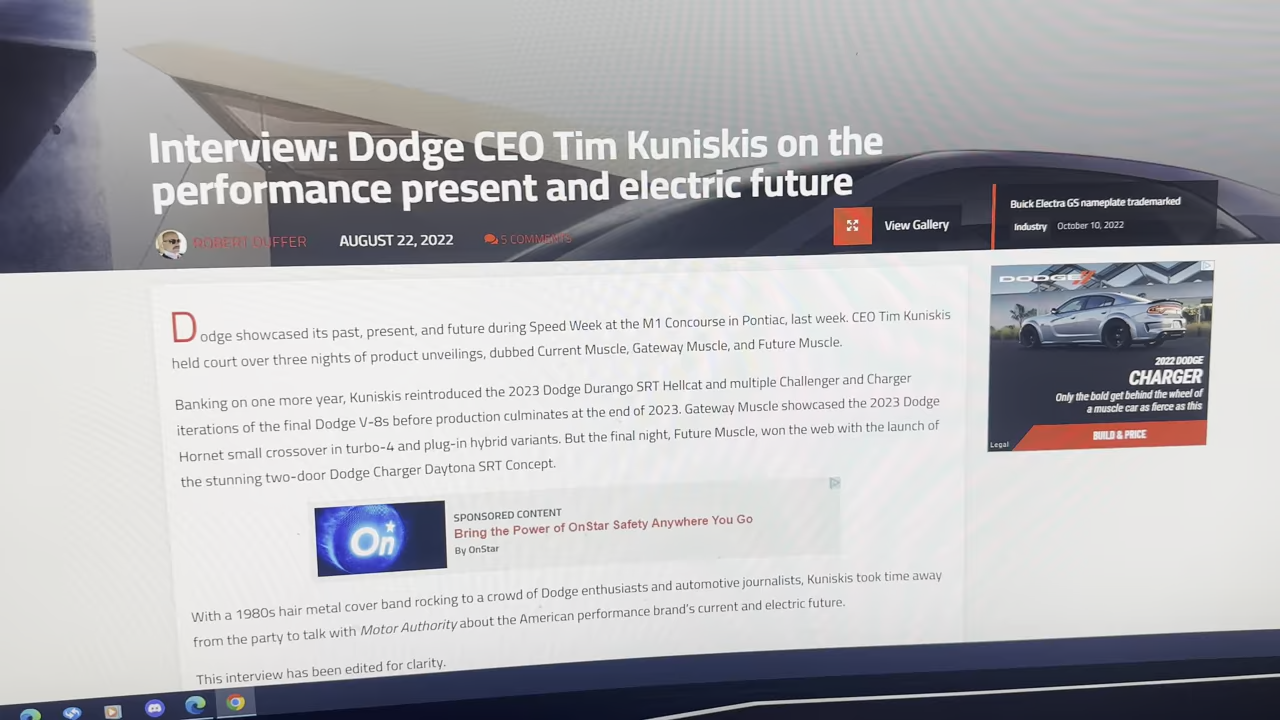 Interview: Dodge CEO Tim Kuniskis on the
performance present and electric future
ROBERT DUFFER
AUGUST 22, 2022
5 COMMENTS
View Gallery
Buick Electra GS nameplate trademarked
Industry October 10, 2022
Dodge showcased its past, present, and future during Speed Week at the M1 Concourse in Pontiac, last week. CEO Tim Kuniskis
held court over three nights of product unveilings, dubbed Current Muscle, Gateway Muscle, and Future Muscle.
Banking on one more year, Kuniskis reintroduced the 2023 Dodge Durango SRT Hellcat and multiple Challenger and Charger
iterations of the final Dodge V-8s before production culminates at the end of 2023. Gateway Muscle showcased the 2023 Dodge
Hornet small crossover in turbo-4 and plug-in hybrid variants. But the final night, Future Muscle, won the web with the launch of
the stunning two-door Dodge Charger Daytona SRT Concept.
DODGE
2022 DODGE
CHARGER
Only the bold get behind the wheel of
a muscle car as fierce as this
Legal
BUILD & PRICE
On
SPONSORED CONTENT
Bring the Power of OnStar Safety Anywhere You Go
By OnStar
With a 1980s hair metal cover band rocking to a crowd of Dodge enthusiasts and automotive journalists, Kuniskis took time away
from the party to talk with Motor Authority about the American performance brand's current and electric future.
This interview has been edited for clarity.